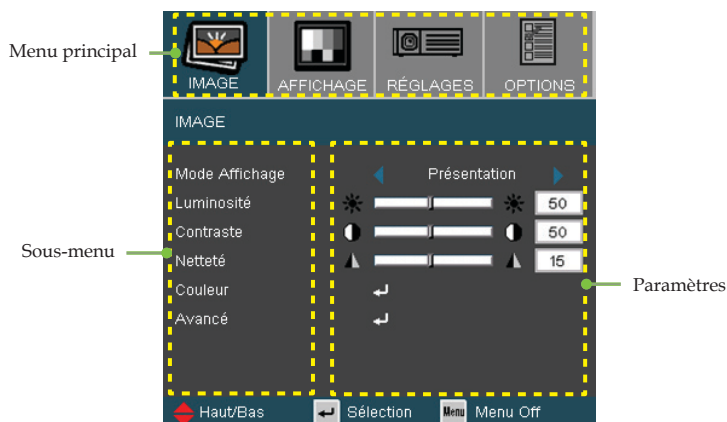 Menu principal
IMAGE AFFICHAGE RÉGLAGES OPTIONS
IMAGE
Mode Affichage Présentation
Luminosité 50
Contraste 50
Netteté 15
Sous-menu
Couleur
Paramètres
Avancé
Haut/Bas Sélection Menu Menu Off